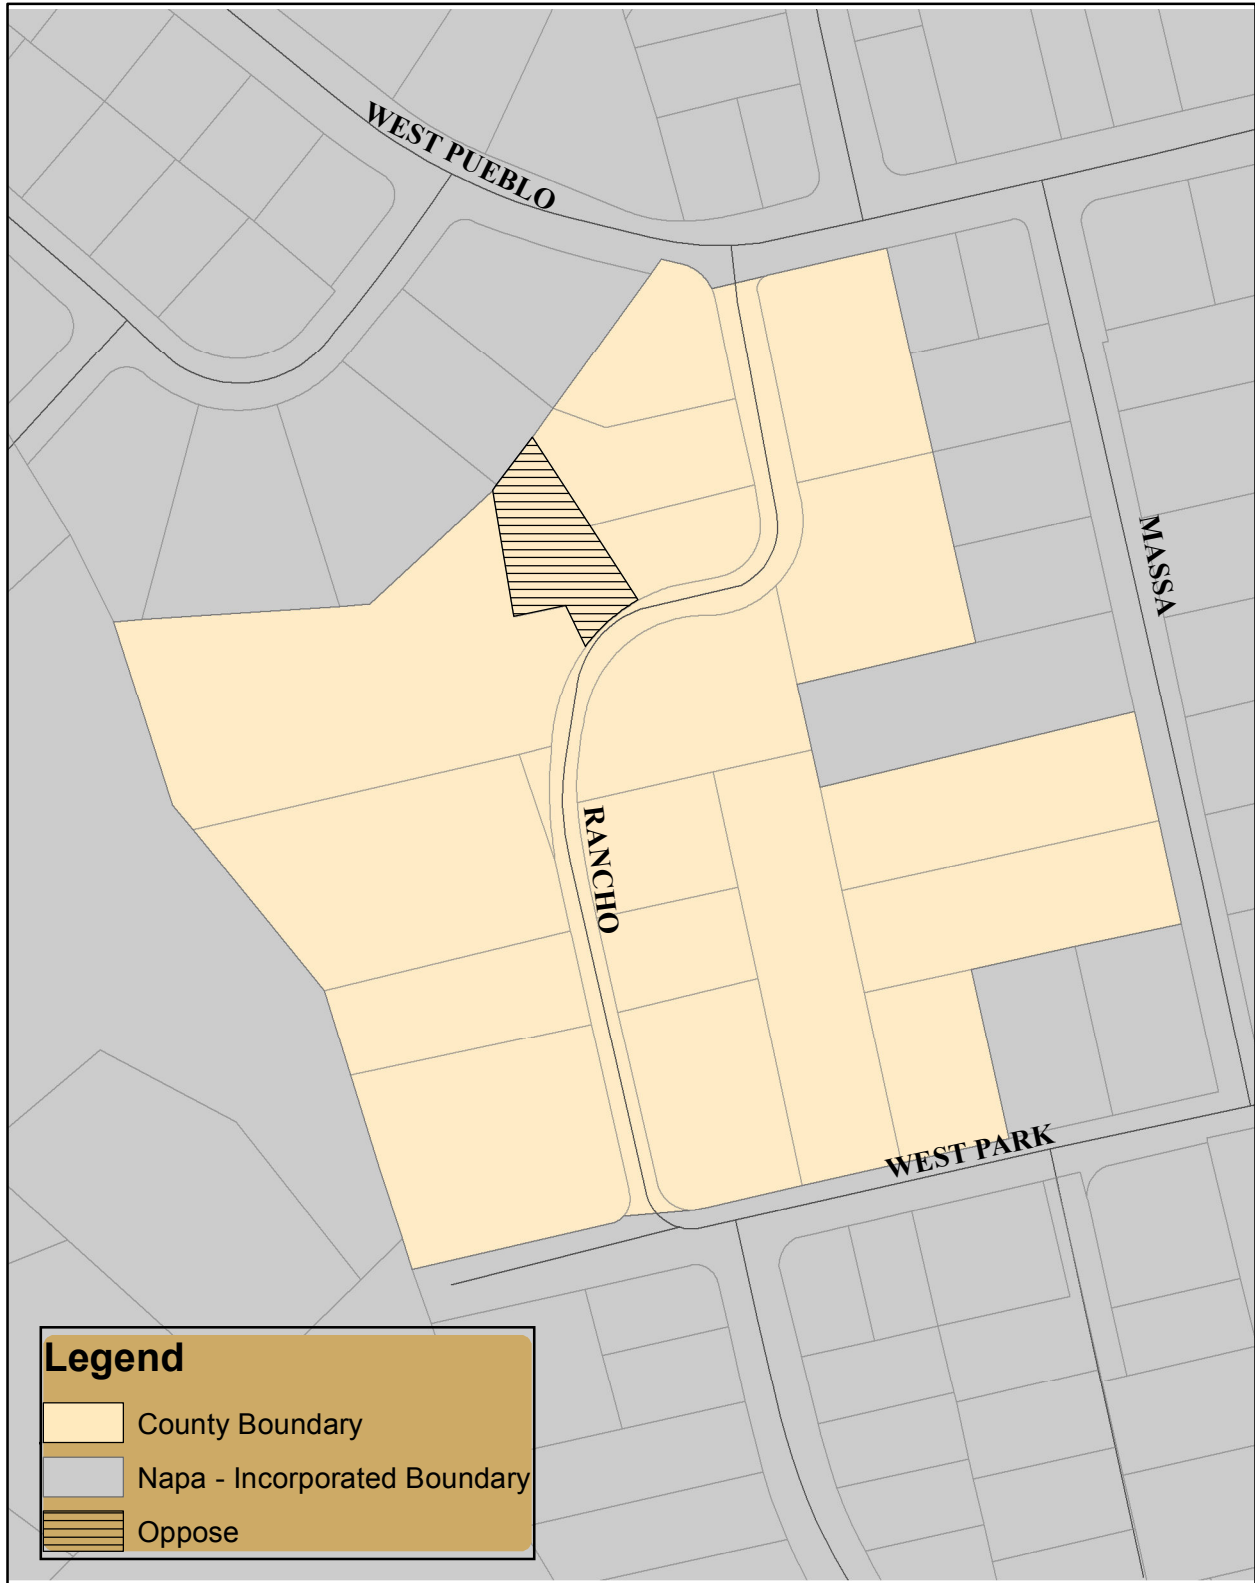 WEST PUEBLO
MASSA
RANCHO
WEST PARK
Legend
County Boundary
Napa - Incorporated Boundary
Oppose